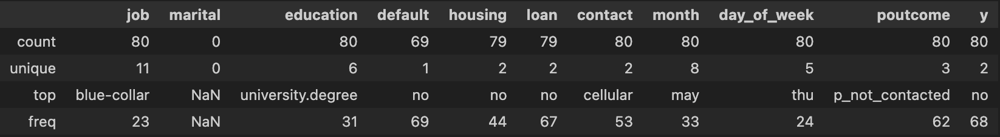 job marital education default housing loan contact month day_of_week poutcome y
count 80 0 80 69 79 79 80 80 80 80 80
unique 11 0 6 1 2 2 2 8 5 3 2
top blue-collar NaN university.degree no no no cellular may thu p_not_contacted no
freq 23 NaN 31 69 44 67 53 33 24 62 68